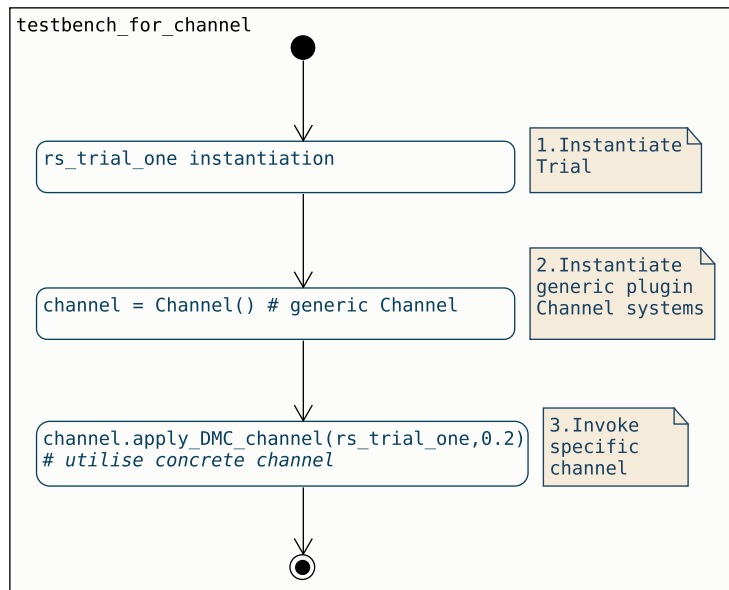 testbench_for_channel
rs_trial_one instantiation
1.Instantiate
Trial
channel = Channel() # generic Channel
2.Instantiate
generic plugin
Channel systems
channel.apply_DMC_channel(rs_trial_one,0.2)
# utilise concrete channel
3.Invoke
specific
channel